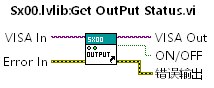 Sx00.lvlib:Get OutPut Status.vi
VISA In
SX00
VISA Out
ON/OFF
Error In
OUTPUT
错误输出